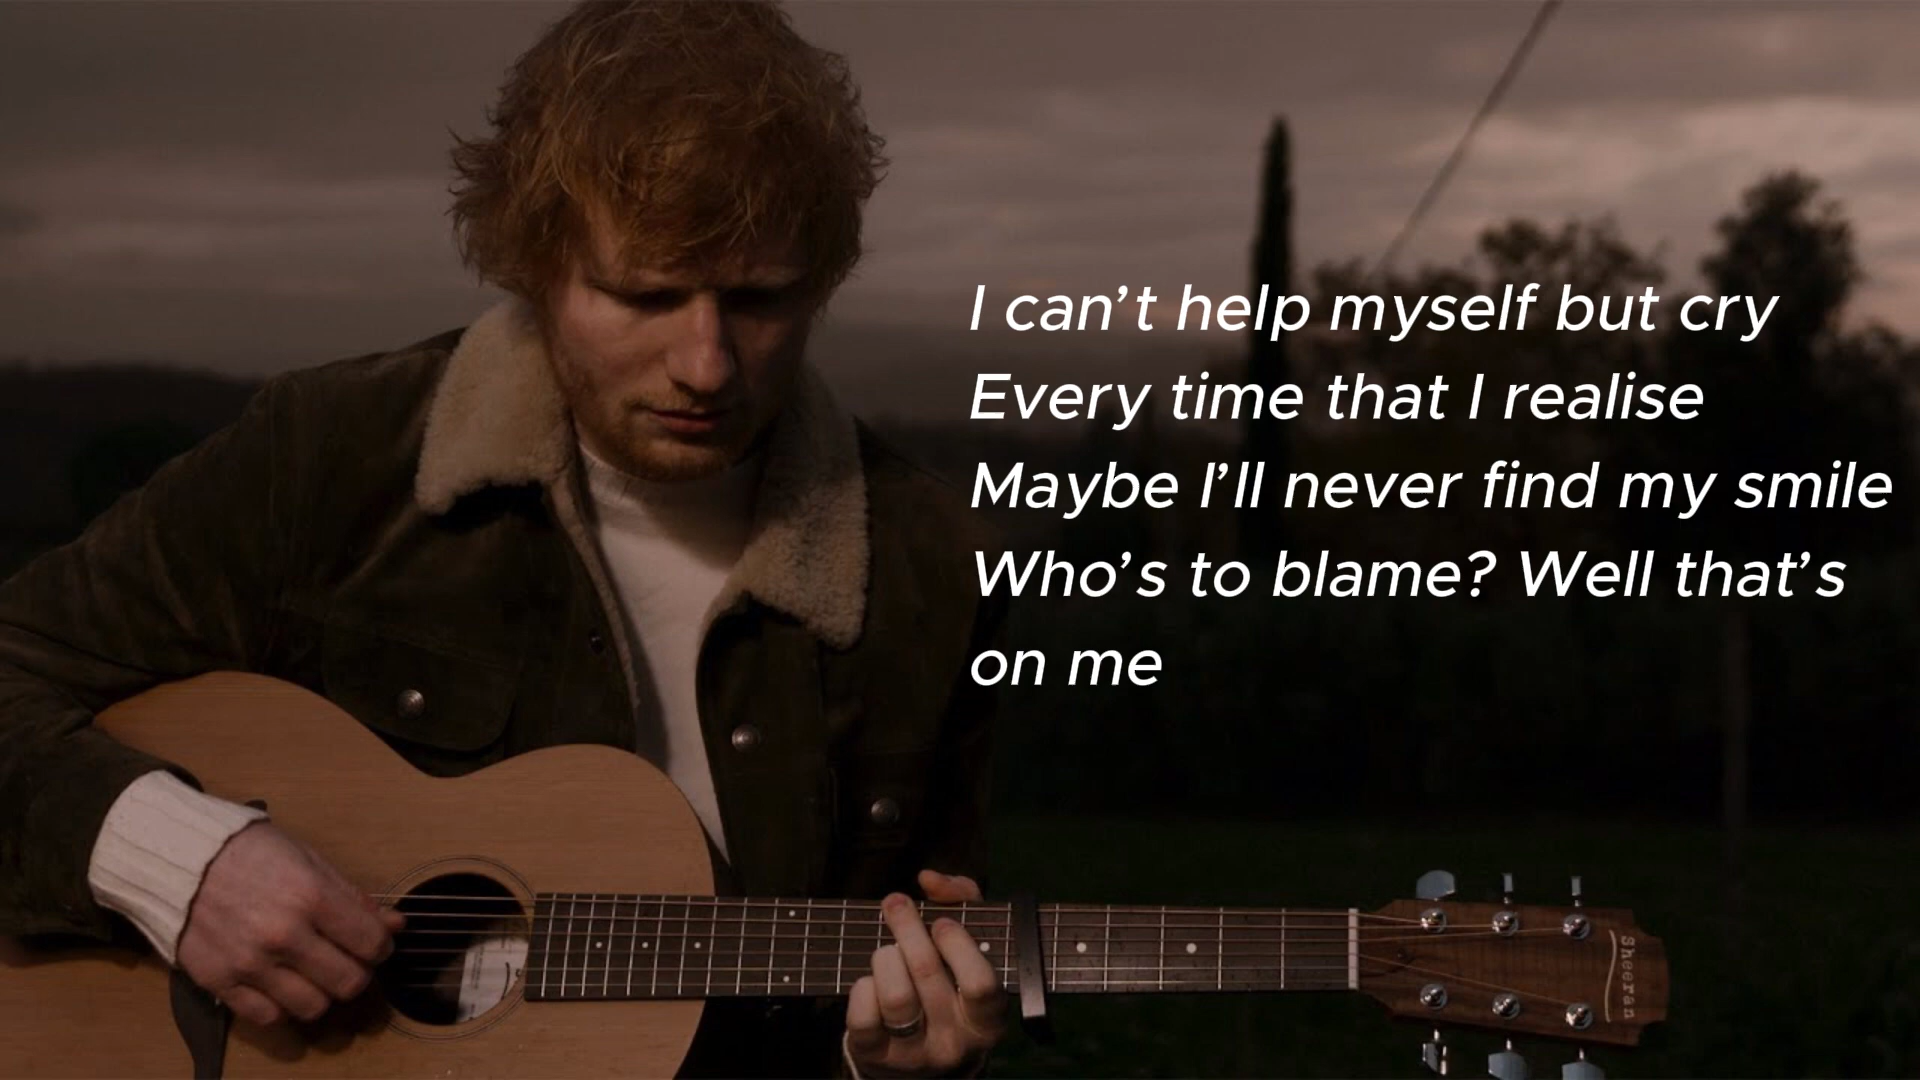 I can’t help myself but cry
Every time that I realise
Maybe I’ll never find my smile
Who’s to blame? Well that’s
on me
Sheeran